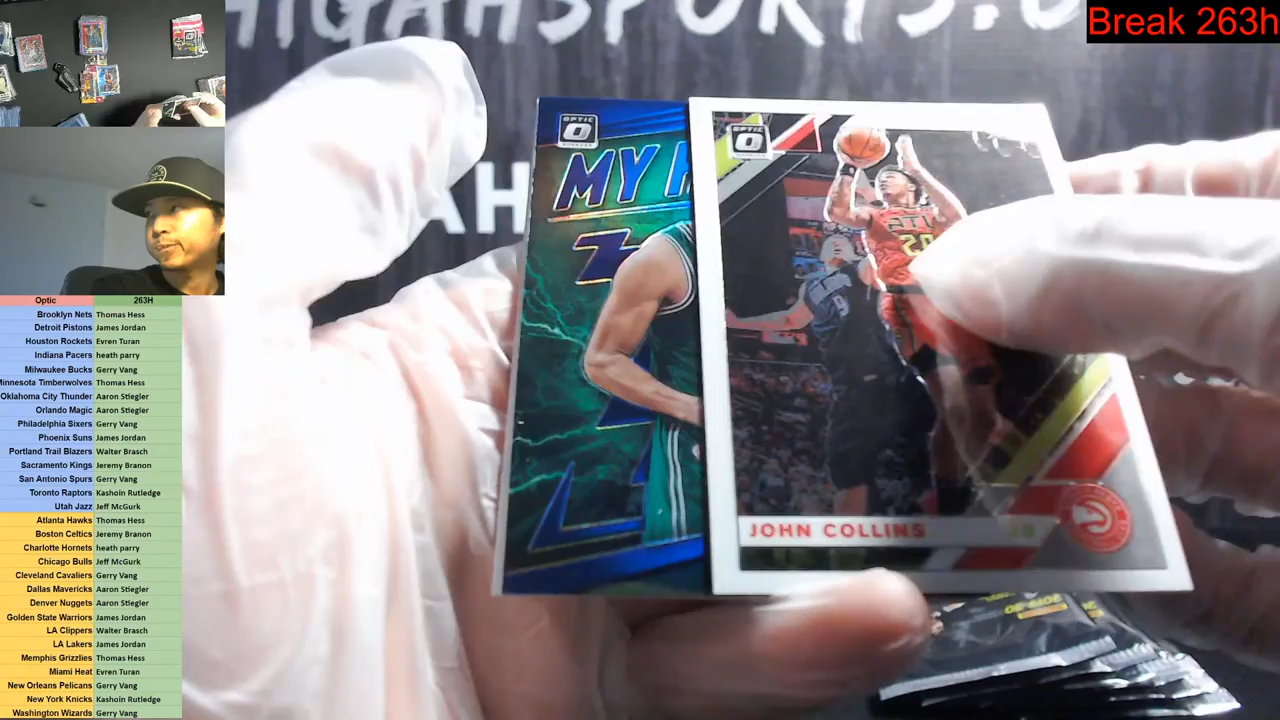 HIGAHSPORTS.
Break 263h
OPTIC
MY
OPTIC
ATL
20
9
JOHN COLLINS 20
2019-20
Optic 263H
Brooklyn Nets Thomas Hess
Detroit Pistons James Jordan
Houston Rockets Evren Turan
Indiana Pacers heath parry
Milwaukee Bucks Gerry Vang
Minnesota Timberwolves Thomas Hess
Oklahoma City Thunder Aaron Stiegler
Orlando Magic Aaron Stiegler
Philadelphia Sixers Gerry Vang
Phoenix Suns James Jordan
Portland Trail Blazers Walter Brasch
Sacramento Kings Jeremy Branon
San Antonio Spurs Gerry Vang
Toronto Raptors Kashoin Rutledge
Utah Jazz Jeff McGurk
Atlanta Hawks Thomas Hess
Boston Celtics Jeremy Branon
Charlotte Hornets heath parry
Chicago Bulls Jeff McGurk
Cleveland Cavaliers Gerry Vang
Dallas Mavericks Aaron Stiegler
Denver Nuggets Aaron Stiegler
Golden State Warriors James Jordan
LA Clippers Walter Brasch
LA Lakers James Jordan
Memphis Grizzlies Thomas Hess
Miami Heat Evren Turan
New Orleans Pelicans Gerry Vang
New York Knicks Kashoin Rutledge
Washington Wizards Gerry Vang